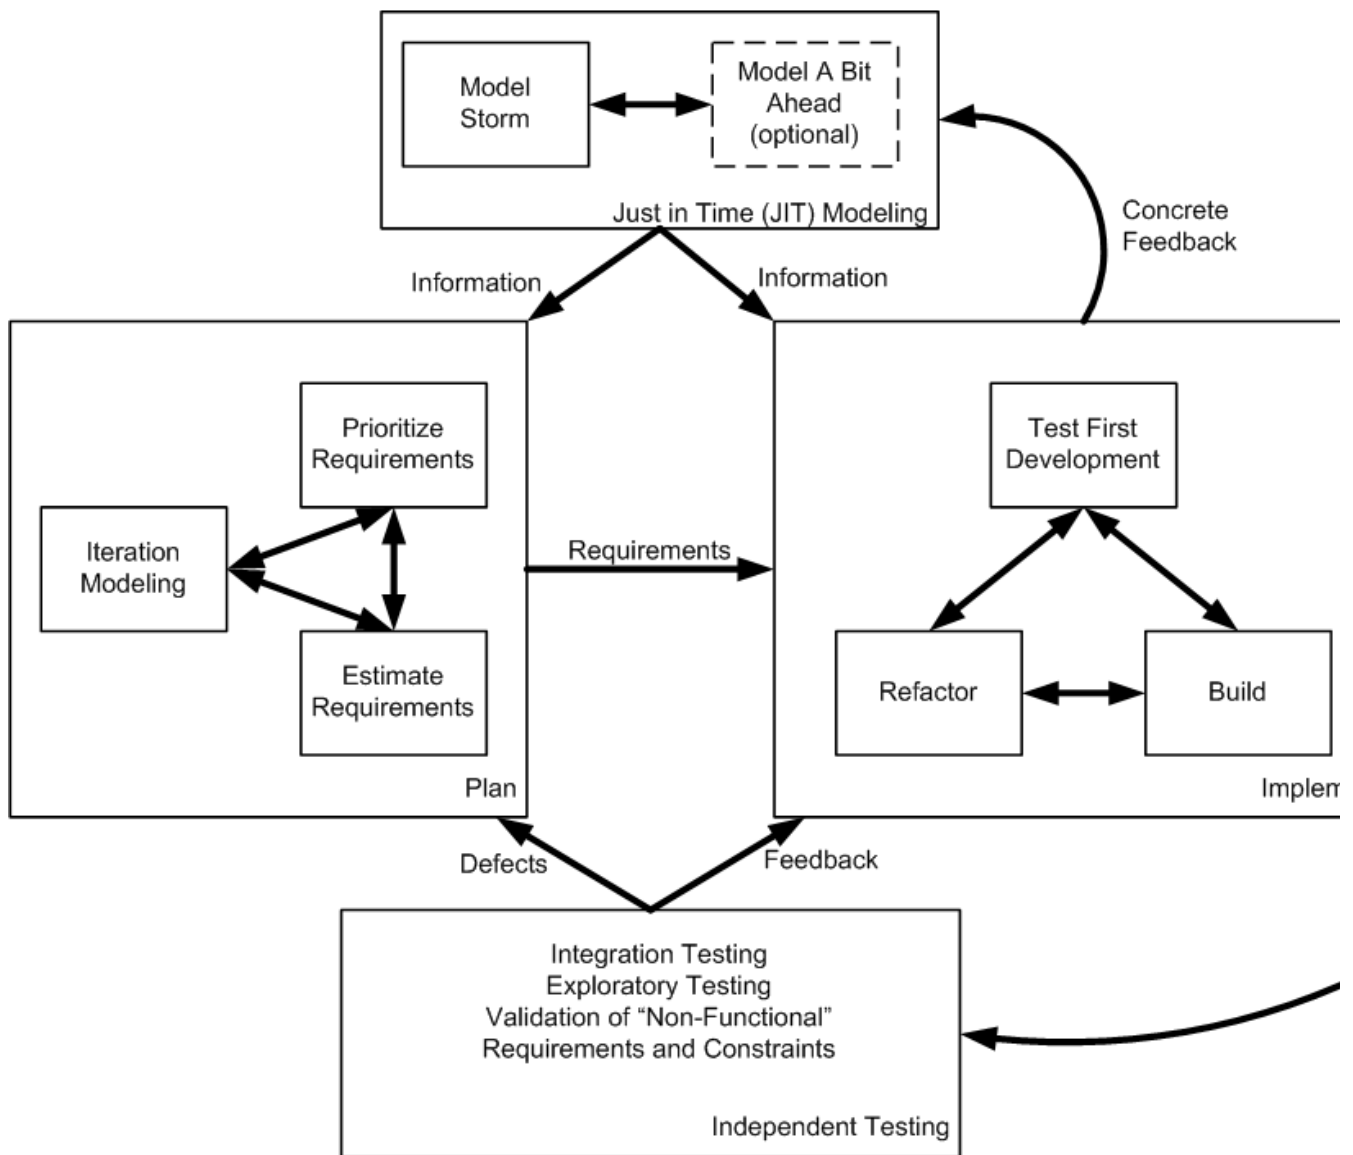 Model
Storm
Model A Bit
Ahead
(optional)
Just in Time (JIT) Modeling
Concrete
Feedback
Information
Information
Prioritize
Requirements
Test First
Development
Iteration
Modeling
Requirements
Estimate
Requirements
Refactor
Build
Plan
Implem
Defects
Feedback
Integration Testing
Exploratory Testing
Validation of “Non-Functional”
Requirements and Constraints
Independent Testing